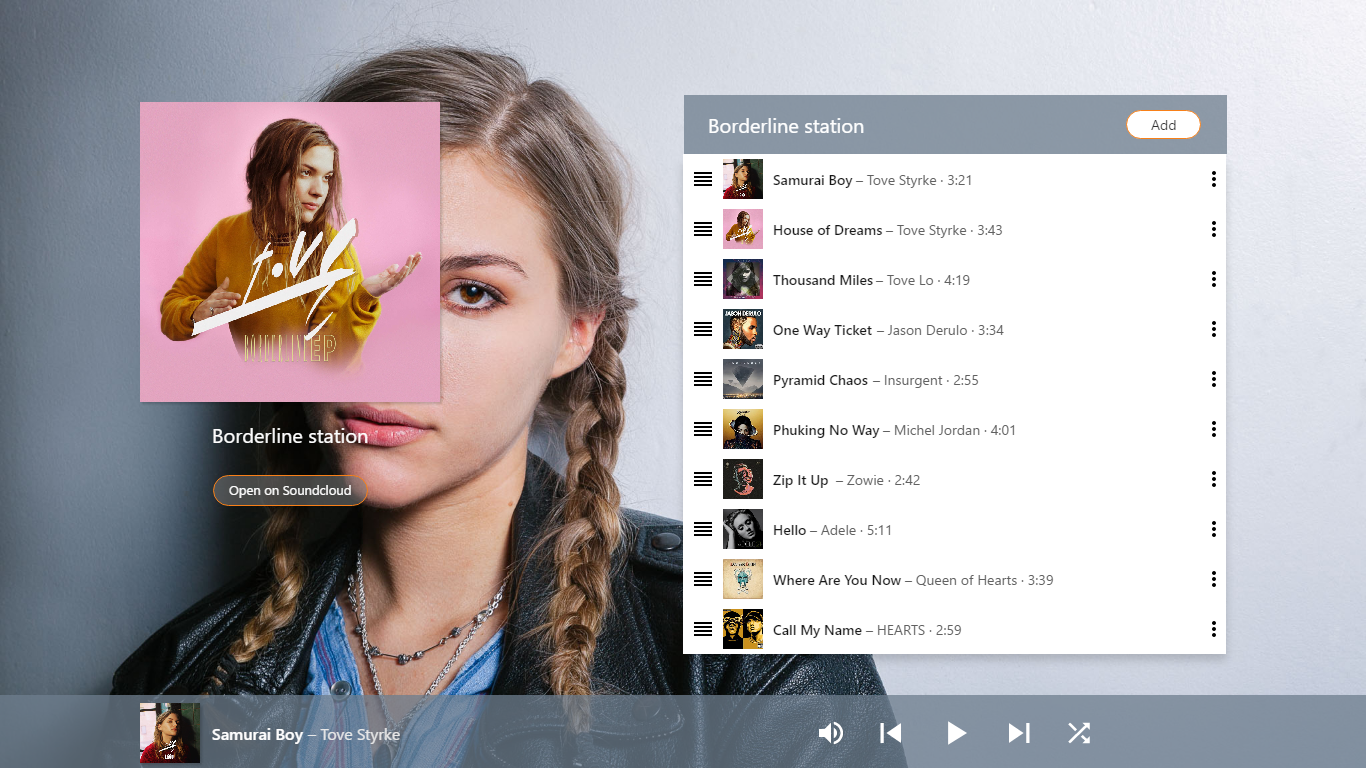 tove
Borderline station
Open on Soundcloud
Borderline station
Add
Samurai Boy – Tove Styrke · 3:21
House of Dreams – Tove Styrke · 3:43
Thousand Miles – Tove Lo · 4:19
JASON DERULO
One Way Ticket – Jason Derulo · 3:34
Pyramid Chaos – Insurgent · 2:55
Phuking No Way – Michel Jordan · 4:01
Zip It Up – Zowie · 2:42
Hello – Adele · 5:11
Where Are You Now – Queen of Hearts · 3:39
Call My Name – HEARTS · 2:59
Samurai Boy – Tove Styrke